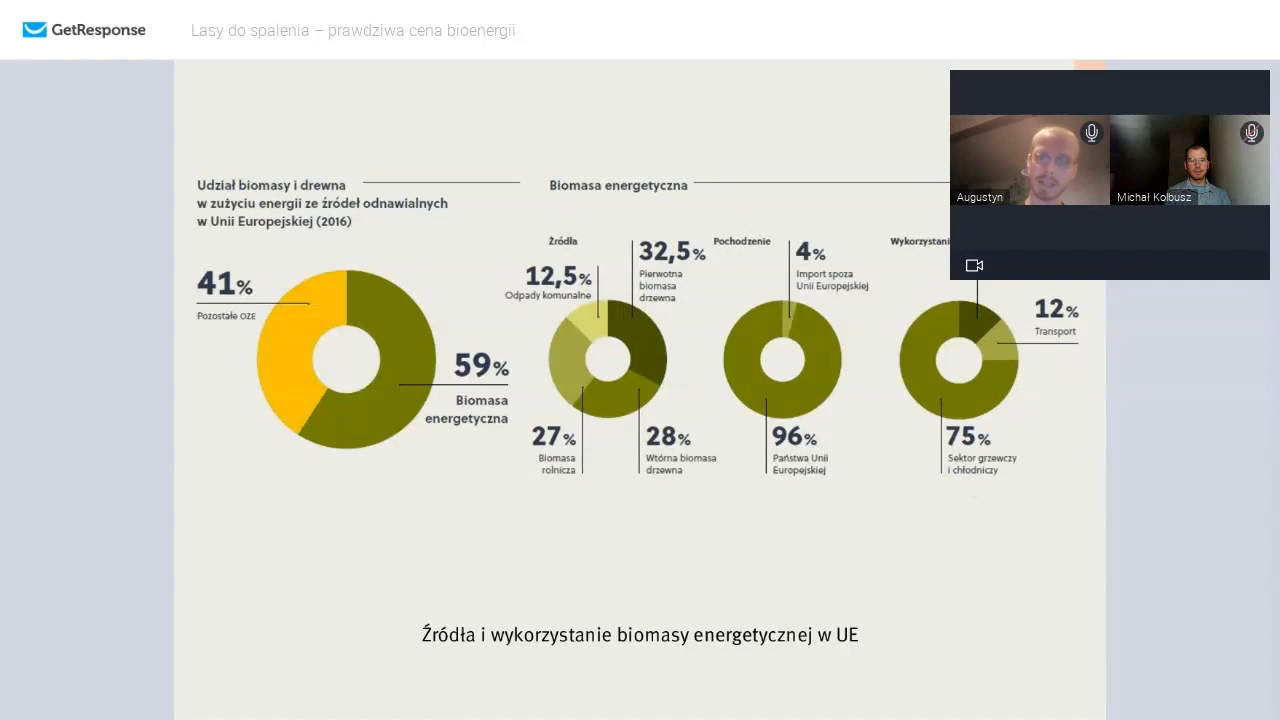 GetResponse
Lasy do spalenia – prawdziwa cena bioenergii
Udział biomasy i drewna
w zużyciu energii ze źródeł odnawialnych
w Unii Europejskiej (2016)
41%
Pozostałe OZE
59%
Biomasa
energetyczna
Biomasa energetyczna
Źródła
32,5%
Pierwotna
biomasa
drzewna
12,5%
Odpady komunalne
27%
Biomasa
rolnicza
28%
Wtórna biomasa
drzewna
Pochodzenie
4%
Import spoza
Unii Europejskiej
96%
Państwa Unii
Europejskiej
Wykorzystani
12%
Transport
75%
Sektor grzewczy
i chłodniczy
Augustyn
Michał Kolbusz
Źródła i wykorzystanie biomasy energetycznej w UE